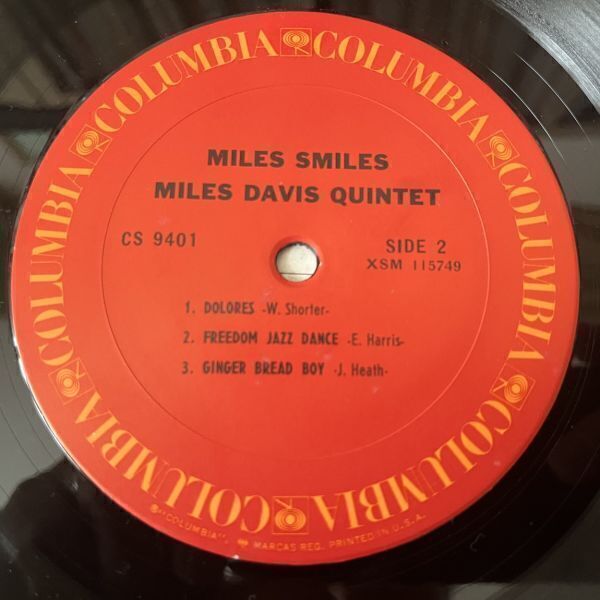 COLUMBIA COLUMBIA COLUMBIA COLUMBIA COLUMBIA COLUMBIA
MILES SMILES
MILES DAVIS QUINTET
CS 9401
SIDE 2
XSM 115749
1. DOLORES -W. Shorter-
2. FREEDOM JAZZ DANCE -E. Harris-
3. GINGER BREAD BOY -J. Heath-
®"COLUMBIA", MARCAS REG. PRINTED IN U.S.A.